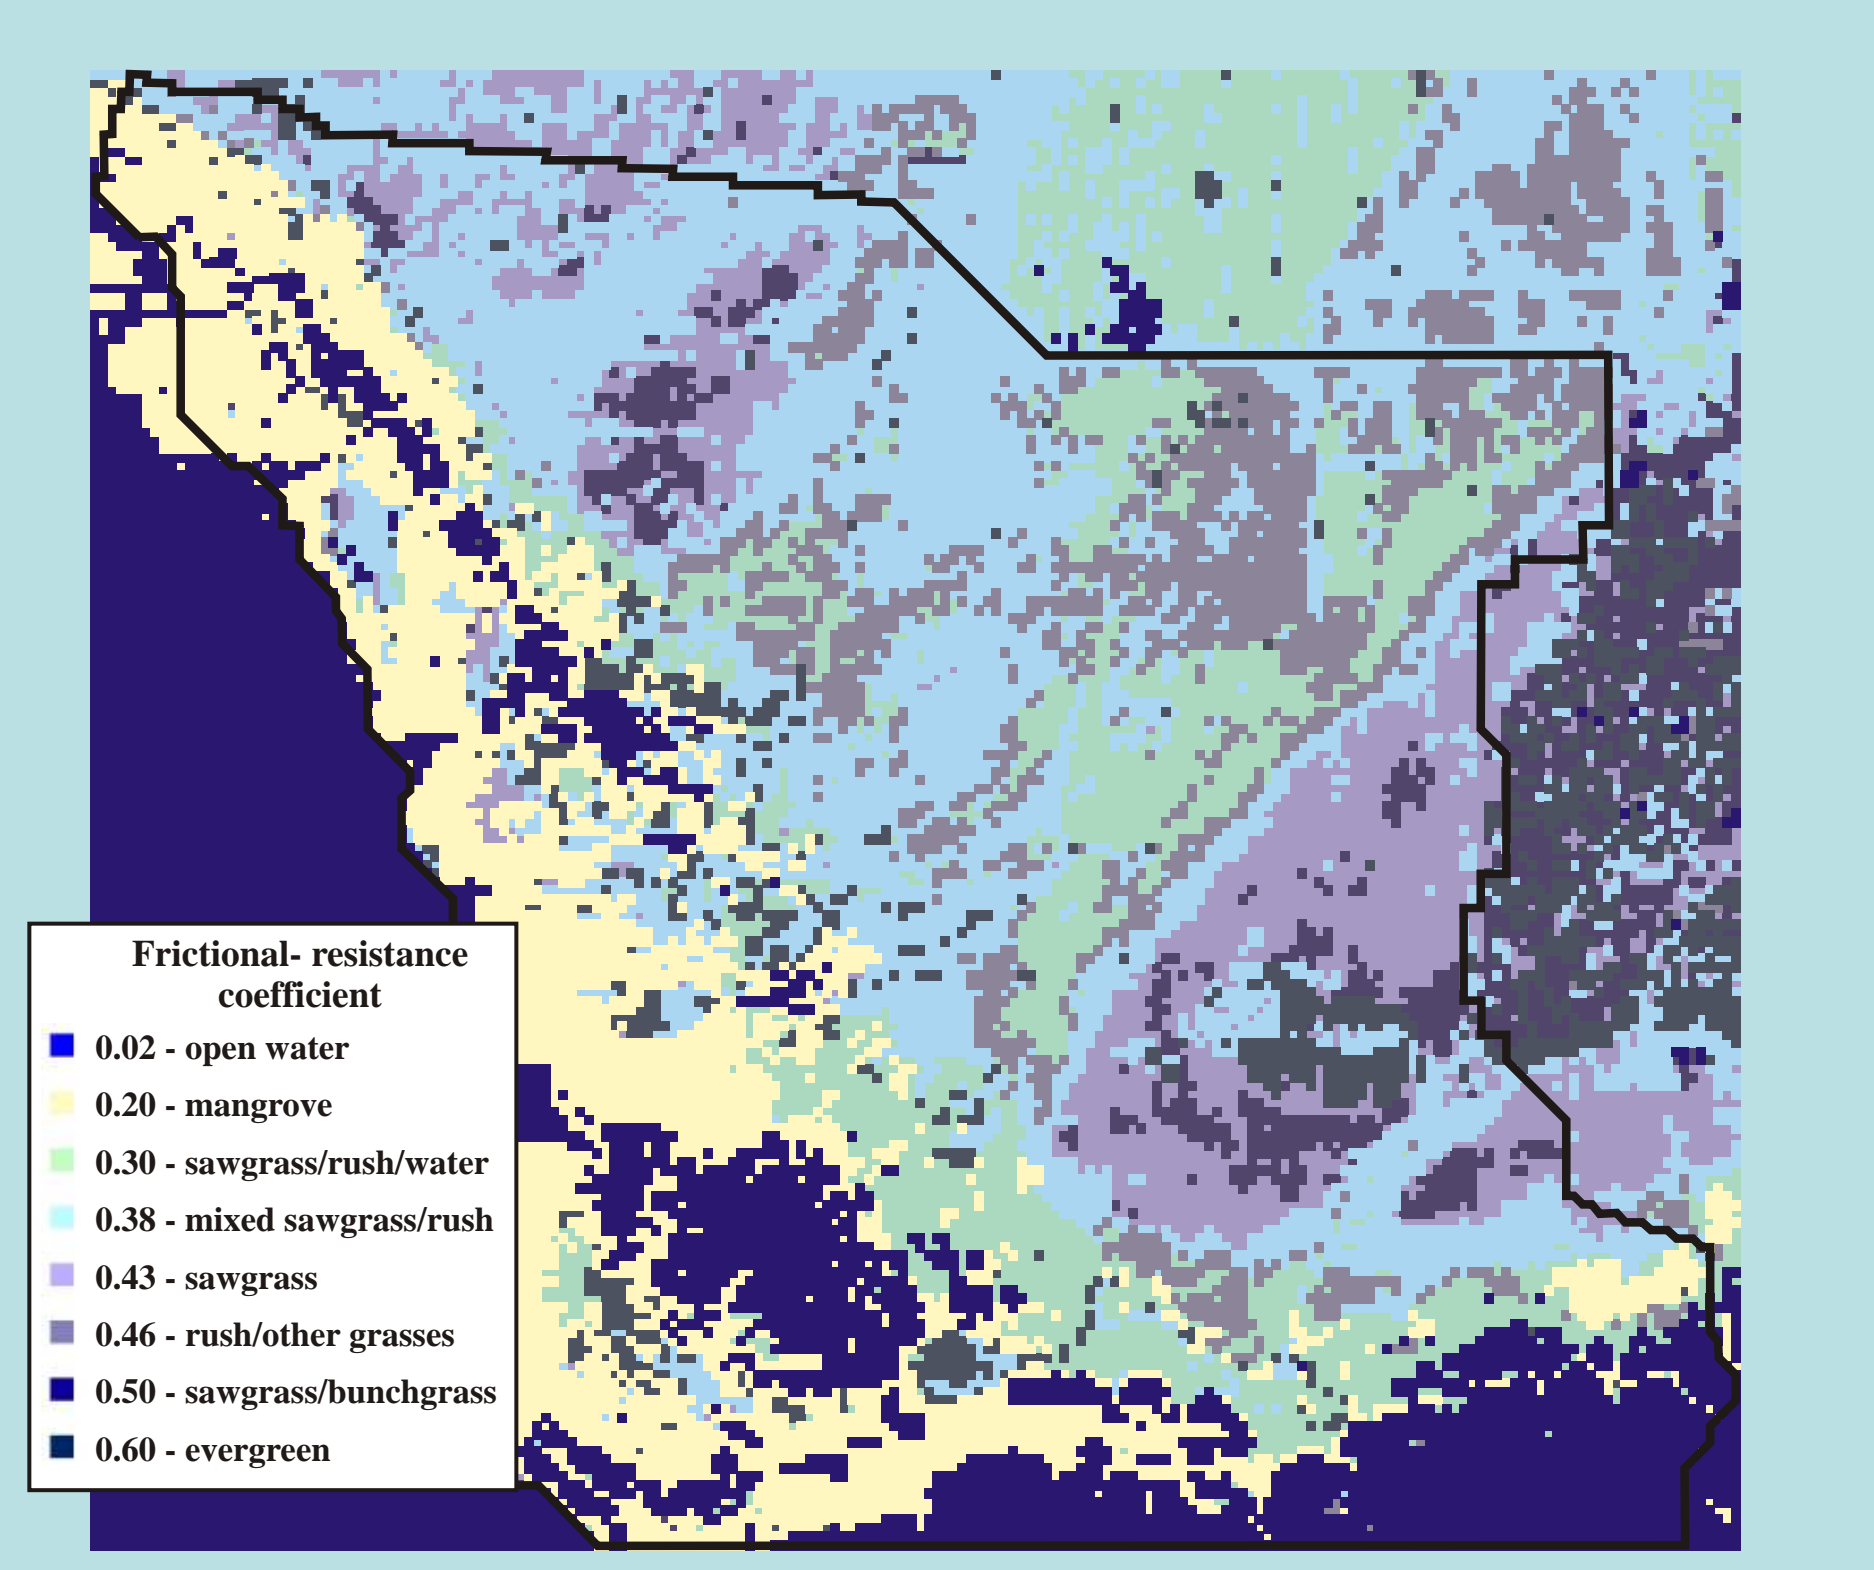 Frictional- resistance
coefficient
0.02 - open water
0.20 - mangrove
0.30 - sawgrass/rush/water
0.38 - mixed sawgrass/rush
0.43 - sawgrass
0.46 - rush/other grasses
0.50 - sawgrass/bunchgrass
0.60 - evergreen